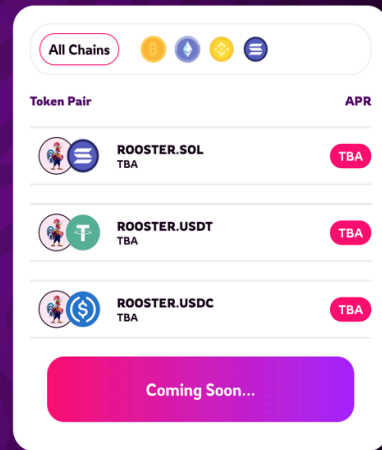 All Chains
Token Pair APR
ROOSTER.SOL
TBA
TBA
ROOSTER.USDT
TBA
TBA
ROOSTER.USDC
TBA
TBA
Coming Soon...